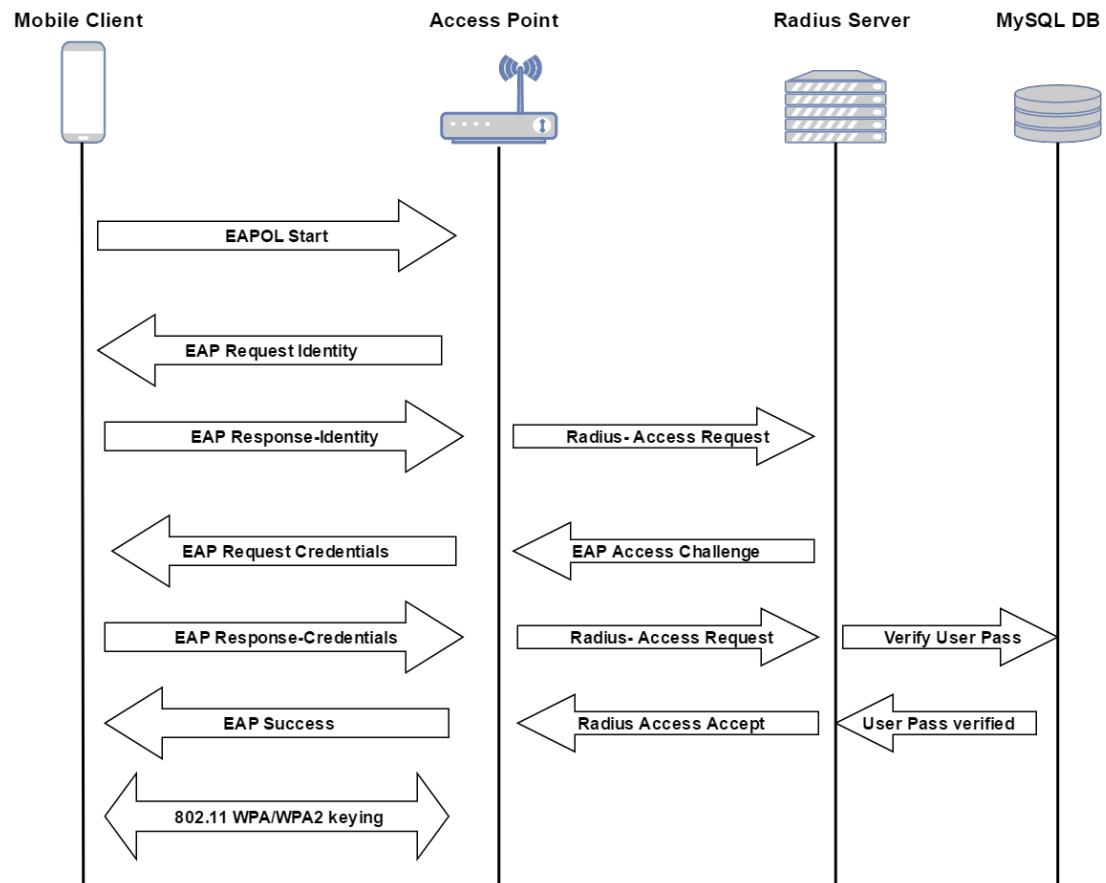 Mobile Client
Access Point
Radius Server
MySQL DB
EAPOL Start
EAP Request Identity
EAP Response-Identity
Radius- Access Request
EAP Request Credentials
EAP Access Challenge
EAP Response-Credentials
Radius- Access Request
Verify User Pass
EAP Success
Radius Access Accept
User Pass verified
802.11 WPA/WPA2 keying